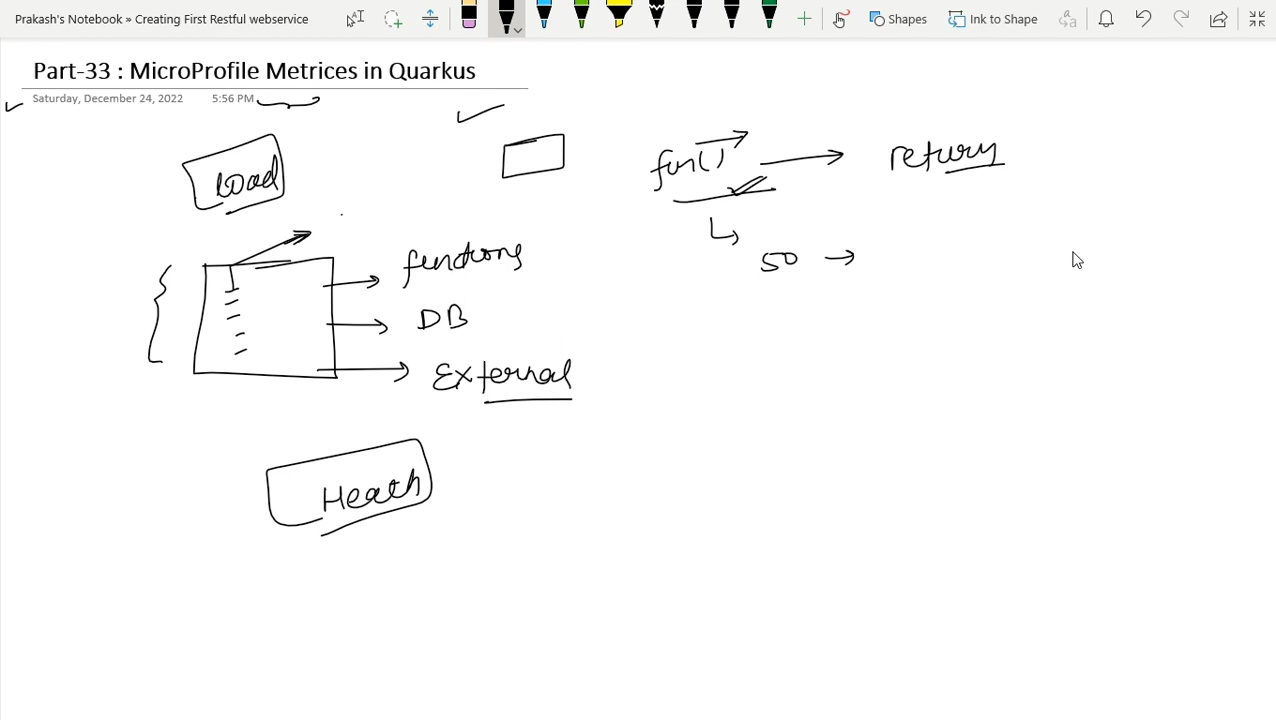 Prakash's Notebook » Creating First Restful webservice
Shapes
Ink to Shape
Part-33 : MicroProfile Metrices in Quarkus
Saturday, December 24, 2022 5:56 PM
Load
fun()
return
50
functions
DB
External
Heath